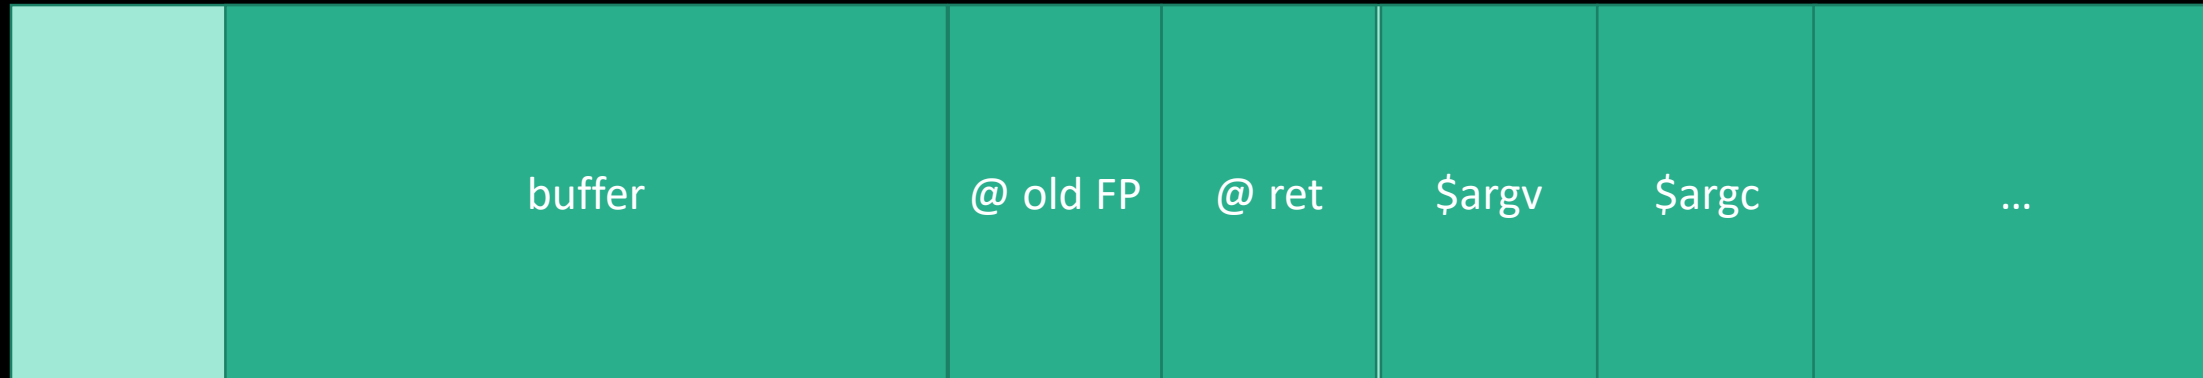 buffer @ old FP @ ret $argv $argc ...